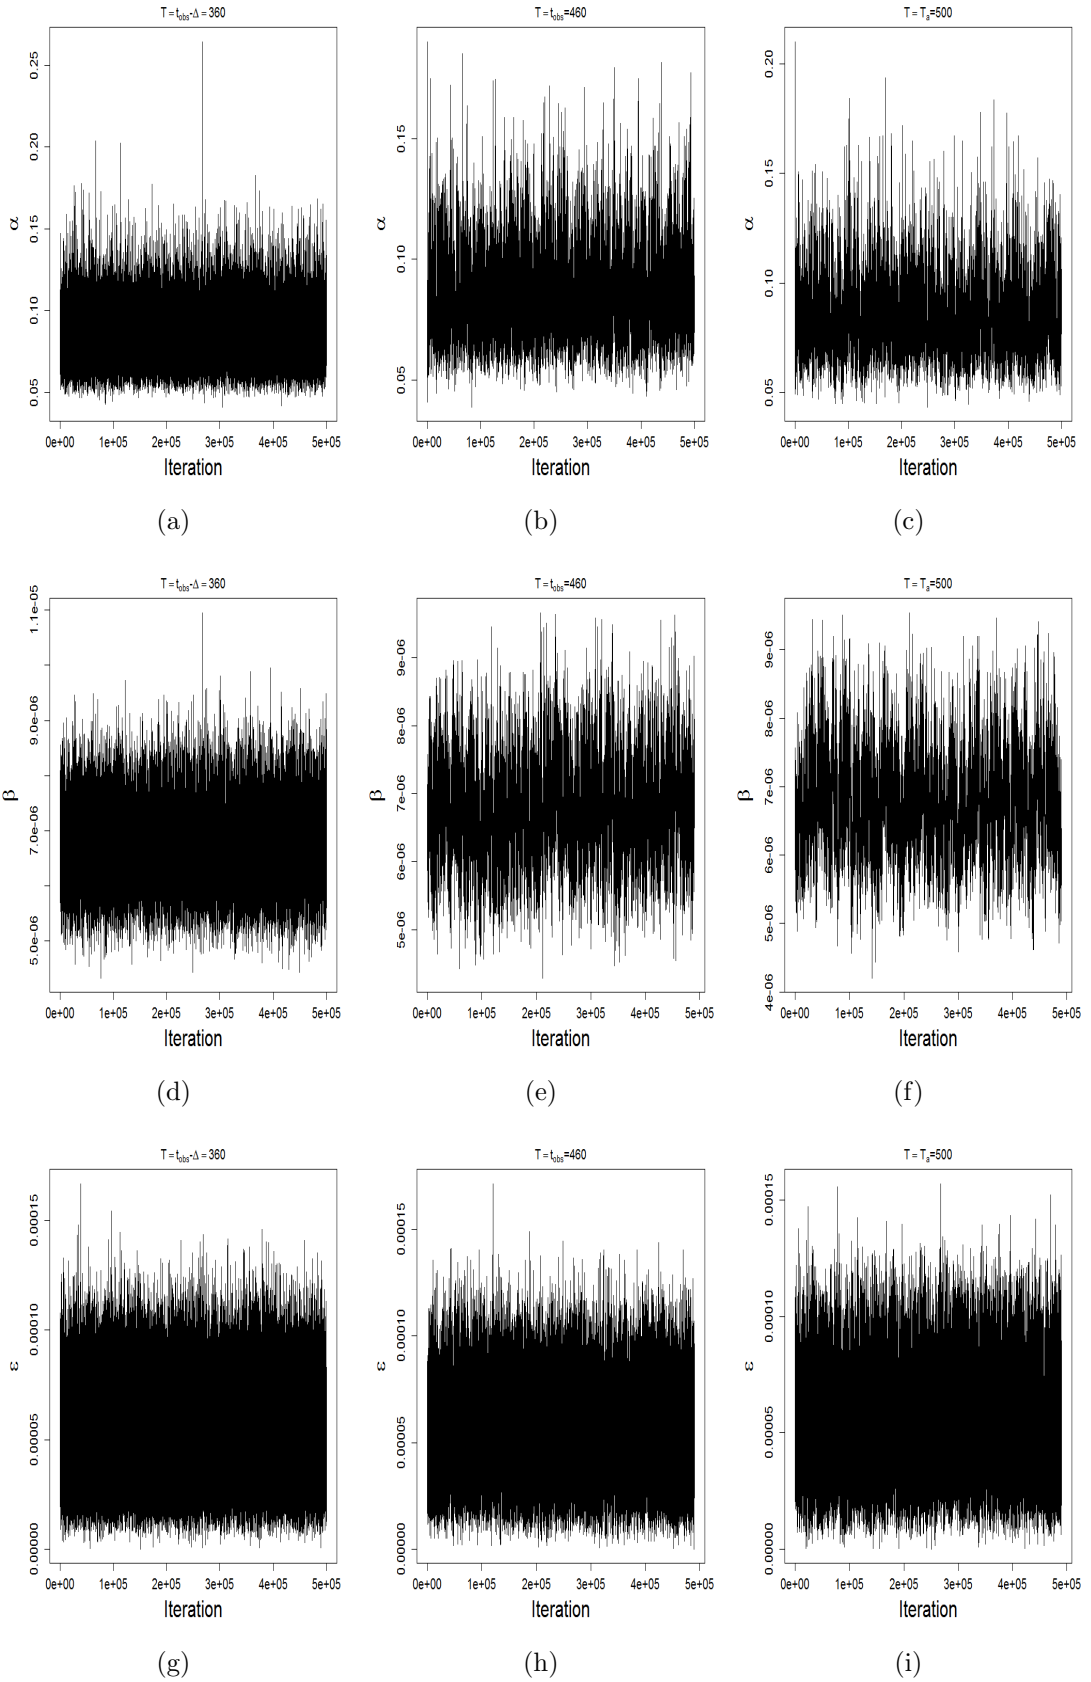 T = t_obs-Δ = 360
T = t_obs=460
T = T_a=500
α
0.05 0.10 0.15 0.20 0.25
α
0.05 0.10 0.15
α
0.05 0.10 0.15 0.20
0e+00 1e+05 2e+05 3e+05 4e+05 5e+05
0e+00 1e+05 2e+05 3e+05 4e+05 5e+05
0e+00 1e+05 2e+05 3e+05 4e+05 5e+05
Iteration
Iteration
Iteration
(a)
(b)
(c)
T = t_obs-Δ = 360
T = t_obs=460
T = T_a=500
β
5.0e-06 7.0e-06 9.0e-06 1.1e-05
β
5e-06 6e-06 7e-06 8e-06 9e-06
β
4e-06 5e-06 6e-06 7e-06 8e-06 9e-06
0e+00 1e+05 2e+05 3e+05 4e+05 5e+05
0e+00 1e+05 2e+05 3e+05 4e+05 5e+05
0e+00 1e+05 2e+05 3e+05 4e+05 5e+05
Iteration
Iteration
Iteration
(d)
(e)
(f)
T = t_obs-Δ = 360
T = t_obs=460
T = T_a=500
ε
0.00000 0.00005 0.00010 0.00015
ε
0.00000 0.00005 0.00010 0.00015
ε
0.00000 0.00005 0.00010 0.00015
0e+00 1e+05 2e+05 3e+05 4e+05 5e+05
0e+00 1e+05 2e+05 3e+05 4e+05 5e+05
0e+00 1e+05 2e+05 3e+05 4e+05 5e+05
Iteration
Iteration
Iteration
(g)
(h)
(i)